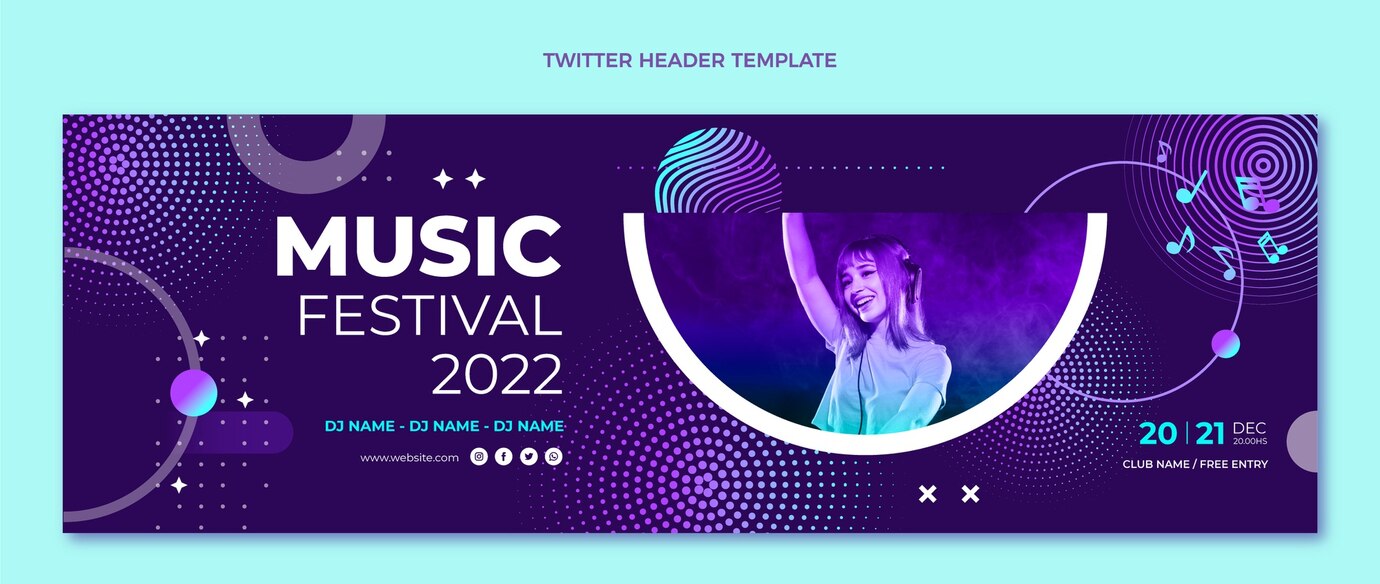 TWITTER HEADER TEMPLATE
MUSIC
FESTIVAL
2022
DJ NAME - DJ NAME - DJ NAME
www.website.com
20 | 21 DEC
20.00HS
CLUB NAME / FREE ENTRY